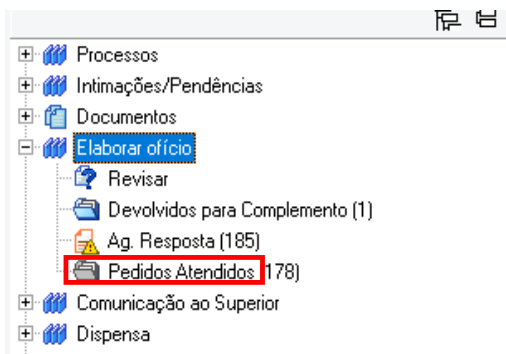 Processos
Intimações/Pendências
Documentos
Elaborar ofício
Revisar
Devolvidos para Complemento (1)
Ag. Resposta (185)
Pedidos Atendidos (178)
Comunicação ao Superior
Dispensa